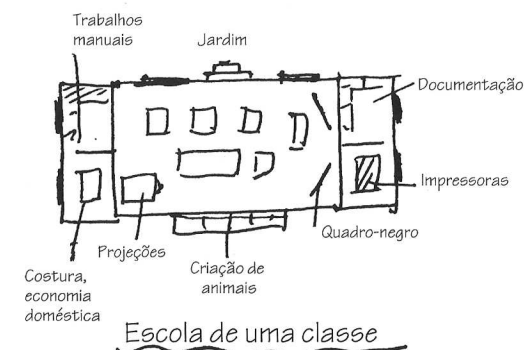 Trabalhos
manuais
Jardim
Documentação
Impressoras
Quadro-negro
Projeções
Criação de
animais
Costura,
economia
doméstica
Escola de uma classe